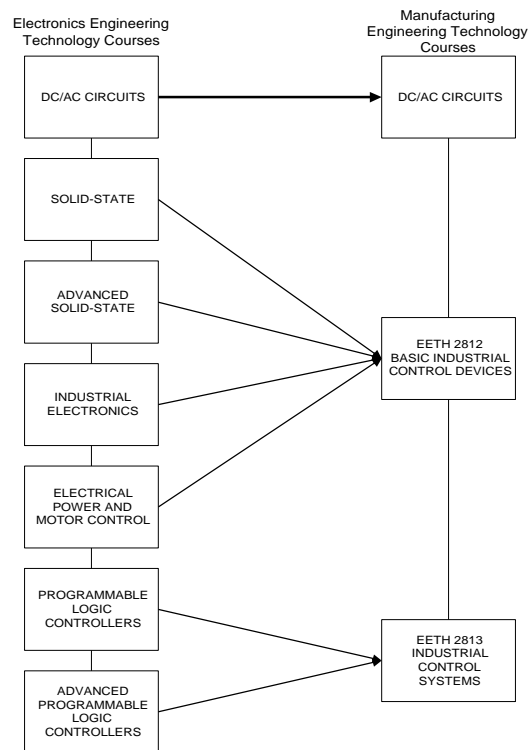 Electronics Engineering
Technology Courses
Manufacturing
Engineering Technology
Courses
DC/AC CIRCUITS
DC/AC CIRCUITS
SOLID-STATE
ADVANCED
SOLID-STATE
EETH 2812
BASIC INDUSTRIAL
CONTROL DEVICES
INDUSTRIAL
ELECTRONICS
ELECTRICAL
POWER AND
MOTOR CONTROL
PROGRAMMABLE
LOGIC
CONTROLLERS
EETH 2813
INDUSTRIAL
CONTROL
SYSTEMS
ADVANCED
PROGRAMMABLE
LOGIC
CONTROLLERS